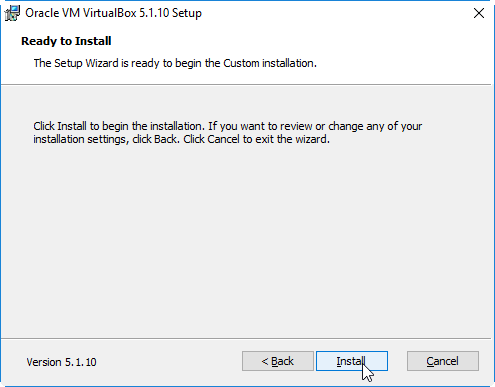 Oracle VM VirtualBox 5.1.10 Setup
Ready to Install
The Setup Wizard is ready to begin the Custom installation.
Click Install to begin the installation. If you want to review or change any of your
installation settings, click Back. Click Cancel to exit the wizard.
Version 5.1.10
< Back
Install
Cancel